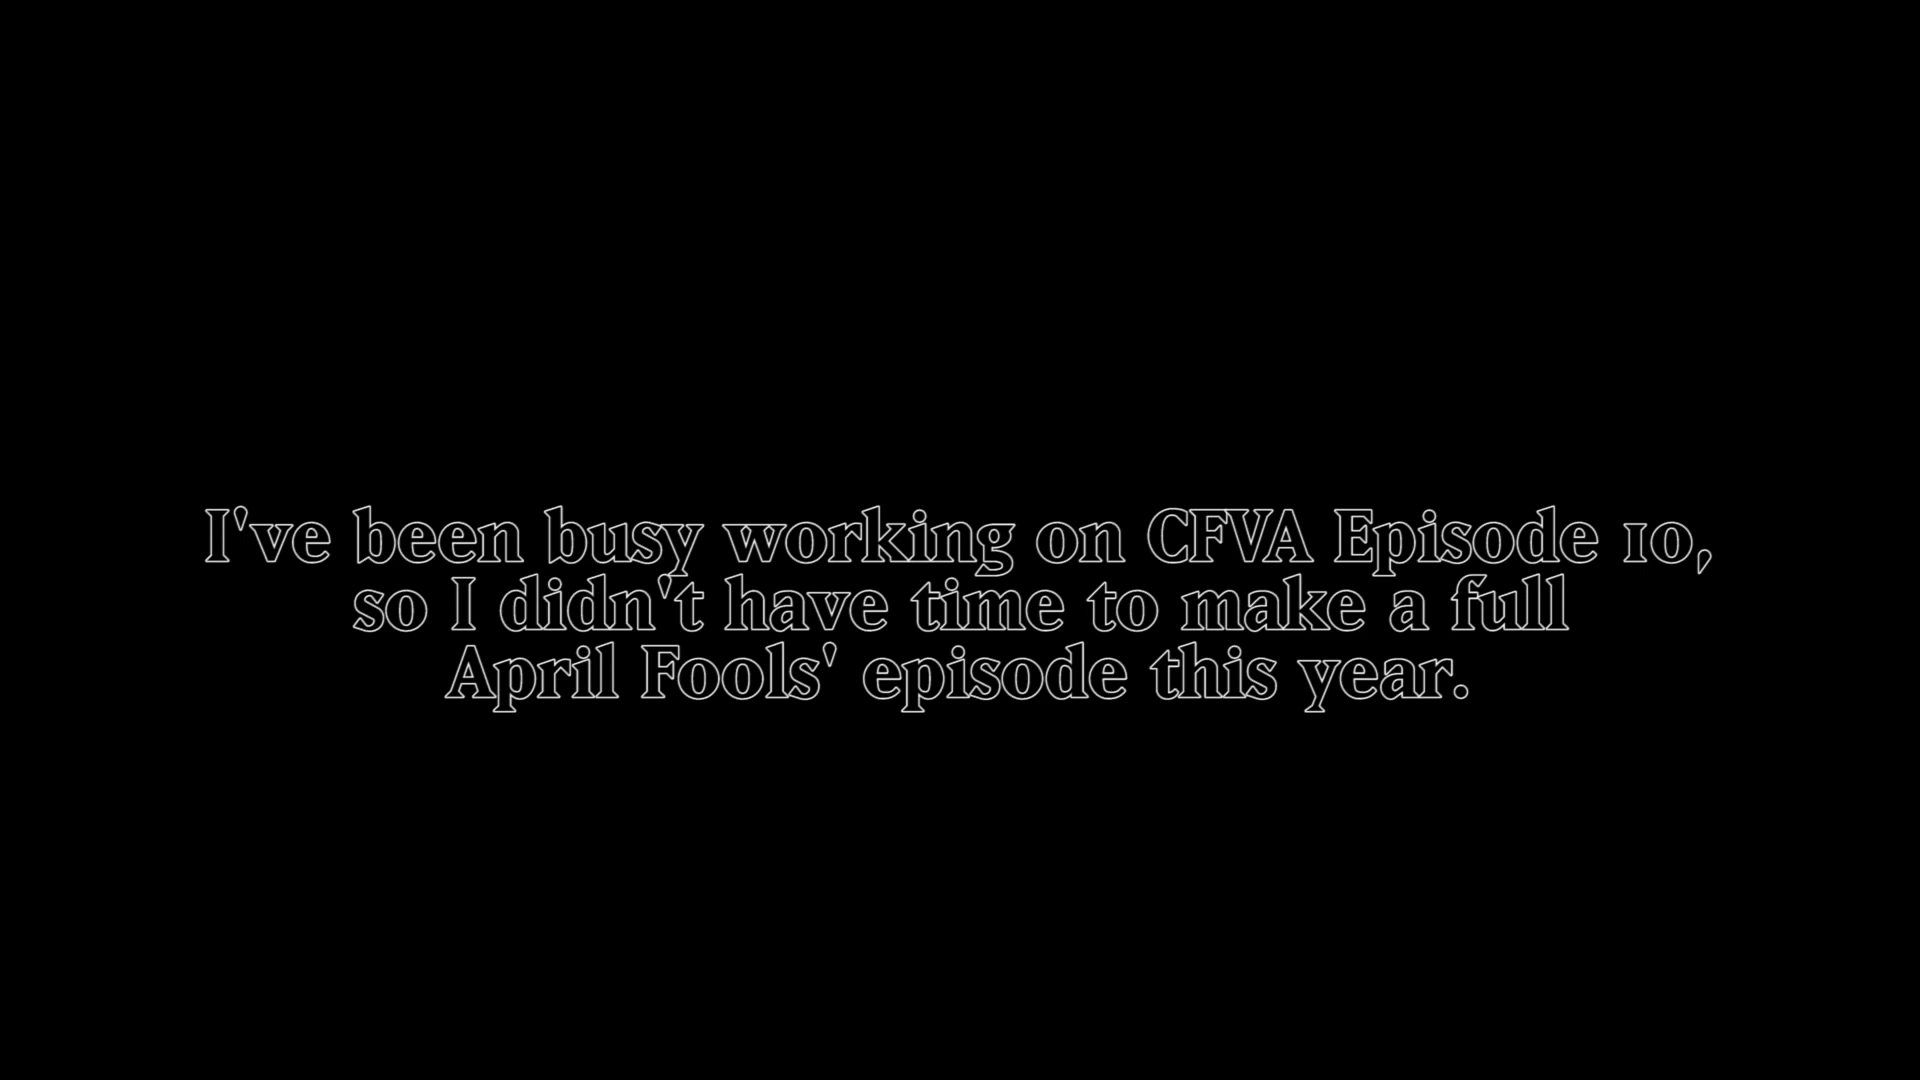 I've been busy working on CFVA Episode 10,
so I didn't have time to make a full
April Fools' episode this year.